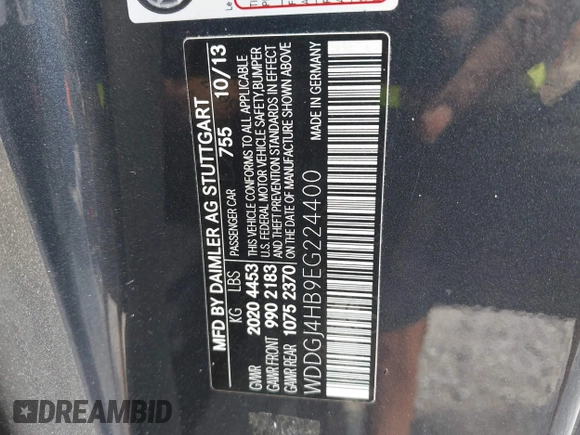 MFD BY DAIMLER AG STUTTGART
PASSENGER CAR 755 10/13
KG LBS
GVWR 2020 4453
GAWR FRONT 990 2183
GAWR REAR 1075 2370
THIS VEHICLE CONFORMS TO ALL APPLICABLE
U.S. FEDERAL MOTOR VEHICLE SAFETY,BUMPER
AND THEFT PREVENTION STANDARDS IN EFFECT
ON THE DATE OF MANUFACTURE SHOWN ABOVE
WDDGJ4HB9EG224400
MADE IN GERMANY
DREAMBID